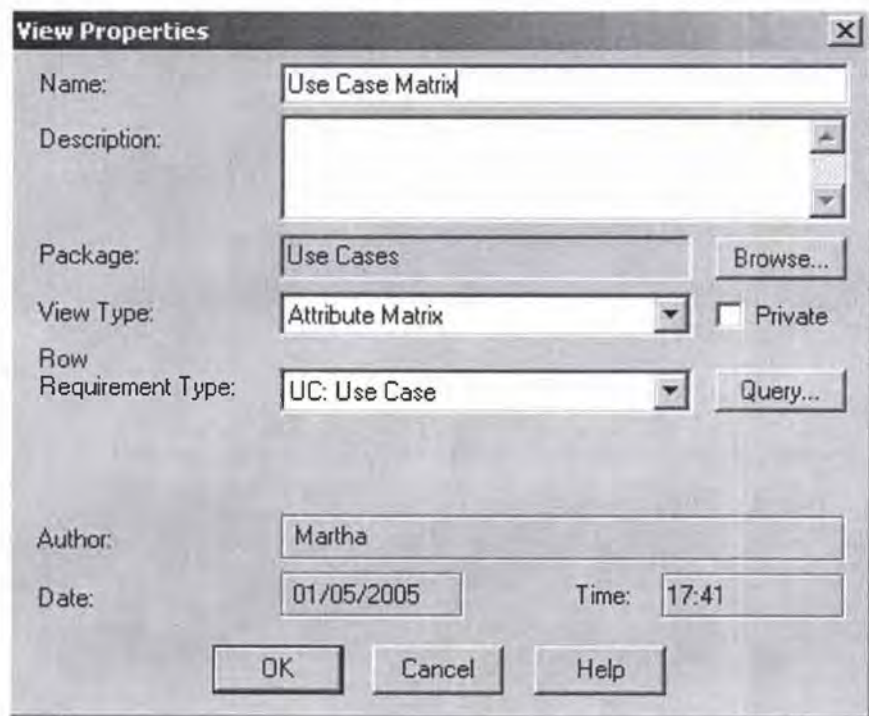 View Properties
Name: Use Case Matrix
Description:
Package: Use Cases Browse...
View Type: Attribute Matrix Private
Row
Requirement Type: UC: Use Case Query...
Author: Martha
Date: 01/05/2005 Time: 17:41
OK Cancel Help